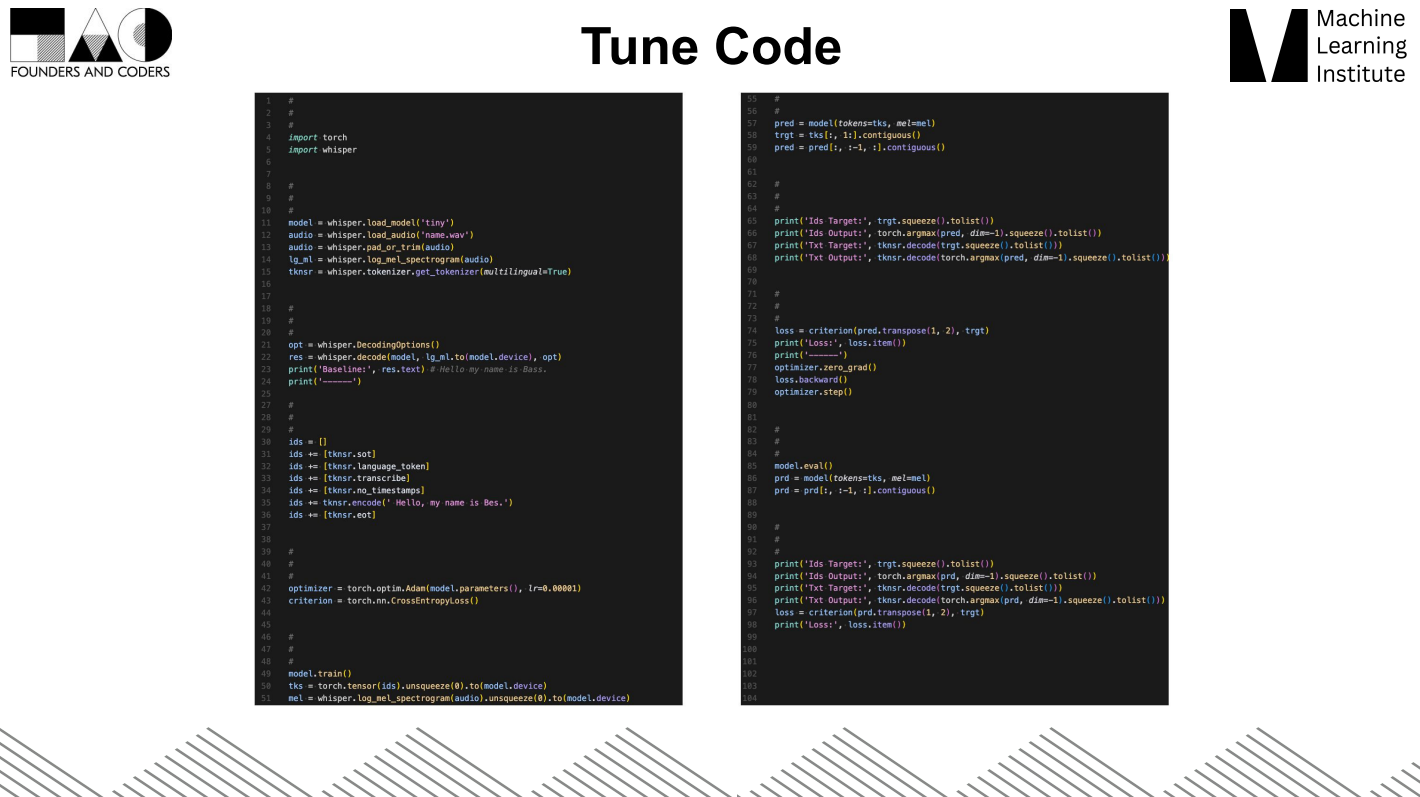 FOUNDERS AND CODERS
Tune Code
Machine
Learning
Institute
1 #
2 #
3 #
4 import torch
5 import whisper
6
7
8 #
9 #
10 #
11 model = whisper.load_model('tiny')
12 audio = whisper.load_audio('name.wav')
13 audio = whisper.pad_or_trim(audio)
14 lg_ml = whisper.log_mel_spectrogram(audio)
15 tknsr = whisper.tokenizer.get_tokenizer(multilingual=True)
16
17
18 #
19 #
20 #
21 opt = whisper.DecodingOptions()
22 res = whisper.decode(model, lg_ml.to(model.device), opt)
23 print('Baseline:', res.text) # Hello my name is Bass.
24 print('------')
25
27 #
28 #
29 #
30 ids = []
31 ids += [tknsr.sot]
32 ids += [tknsr.language_token]
33 ids += [tknsr.transcribe]
34 ids += [tknsr.no_timestamps]
35 ids += tknsr.encode(' Hello, my name is Bes.')
36 ids += [tknsr.eot]
37
38
39 #
40 #
41 #
42 optimizer = torch.optim.Adam(model.parameters(), lr=0.00001)
43 criterion = torch.nn.CrossEntropyLoss()
44
45
46 #
47 #
48 #
49 model.train()
50 tks = torch.tensor(ids).unsqueeze(0).to(model.device)
51 mel = whisper.log_mel_spectrogram(audio).unsqueeze(0).to(model.device)
55 #
56 #
57 pred = model(tokens=tks, mel=mel)
58 trgt = tks[:, 1:].contiguous()
59 pred = pred[:, :-1, :].contiguous()
60
61
62 #
63 #
64 #
65 print('Ids Target:', trgt.squeeze().tolist())
66 print('Ids Output:', torch.argmax(pred, dim=-1).squeeze().tolist())
67 print('Txt Target:', tknsr.decode(trgt.squeeze().tolist()))
68 print('Txt Output:', tknsr.decode(torch.argmax(pred, dim=-1).squeeze().tolist()))
69
70
71 #
72 #
73 #
74 loss = criterion(pred.transpose(1, 2), trgt)
75 print('Loss:', loss.item())
76 print('------')
77 optimizer.zero_grad()
78 loss.backward()
79 optimizer.step()
80
81
82 #
83 #
84 #
85 model.eval()
86 prd = model(tokens=tks, mel=mel)
87 prd = prd[:, :-1, :].contiguous()
88
89
90 #
91 #
92 #
93 print('Ids Target:', trgt.squeeze().tolist())
94 print('Ids Output:', torch.argmax(prd, dim=-1).squeeze().tolist())
95 print('Txt Target:', tknsr.decode(trgt.squeeze().tolist()))
96 print('Txt Output:', tknsr.decode(torch.argmax(prd, dim=-1).squeeze().tolist()))
97 loss = criterion(prd.transpose(1, 2), trgt)
98 print('Loss:', loss.item())
99
100
101
102
103
104